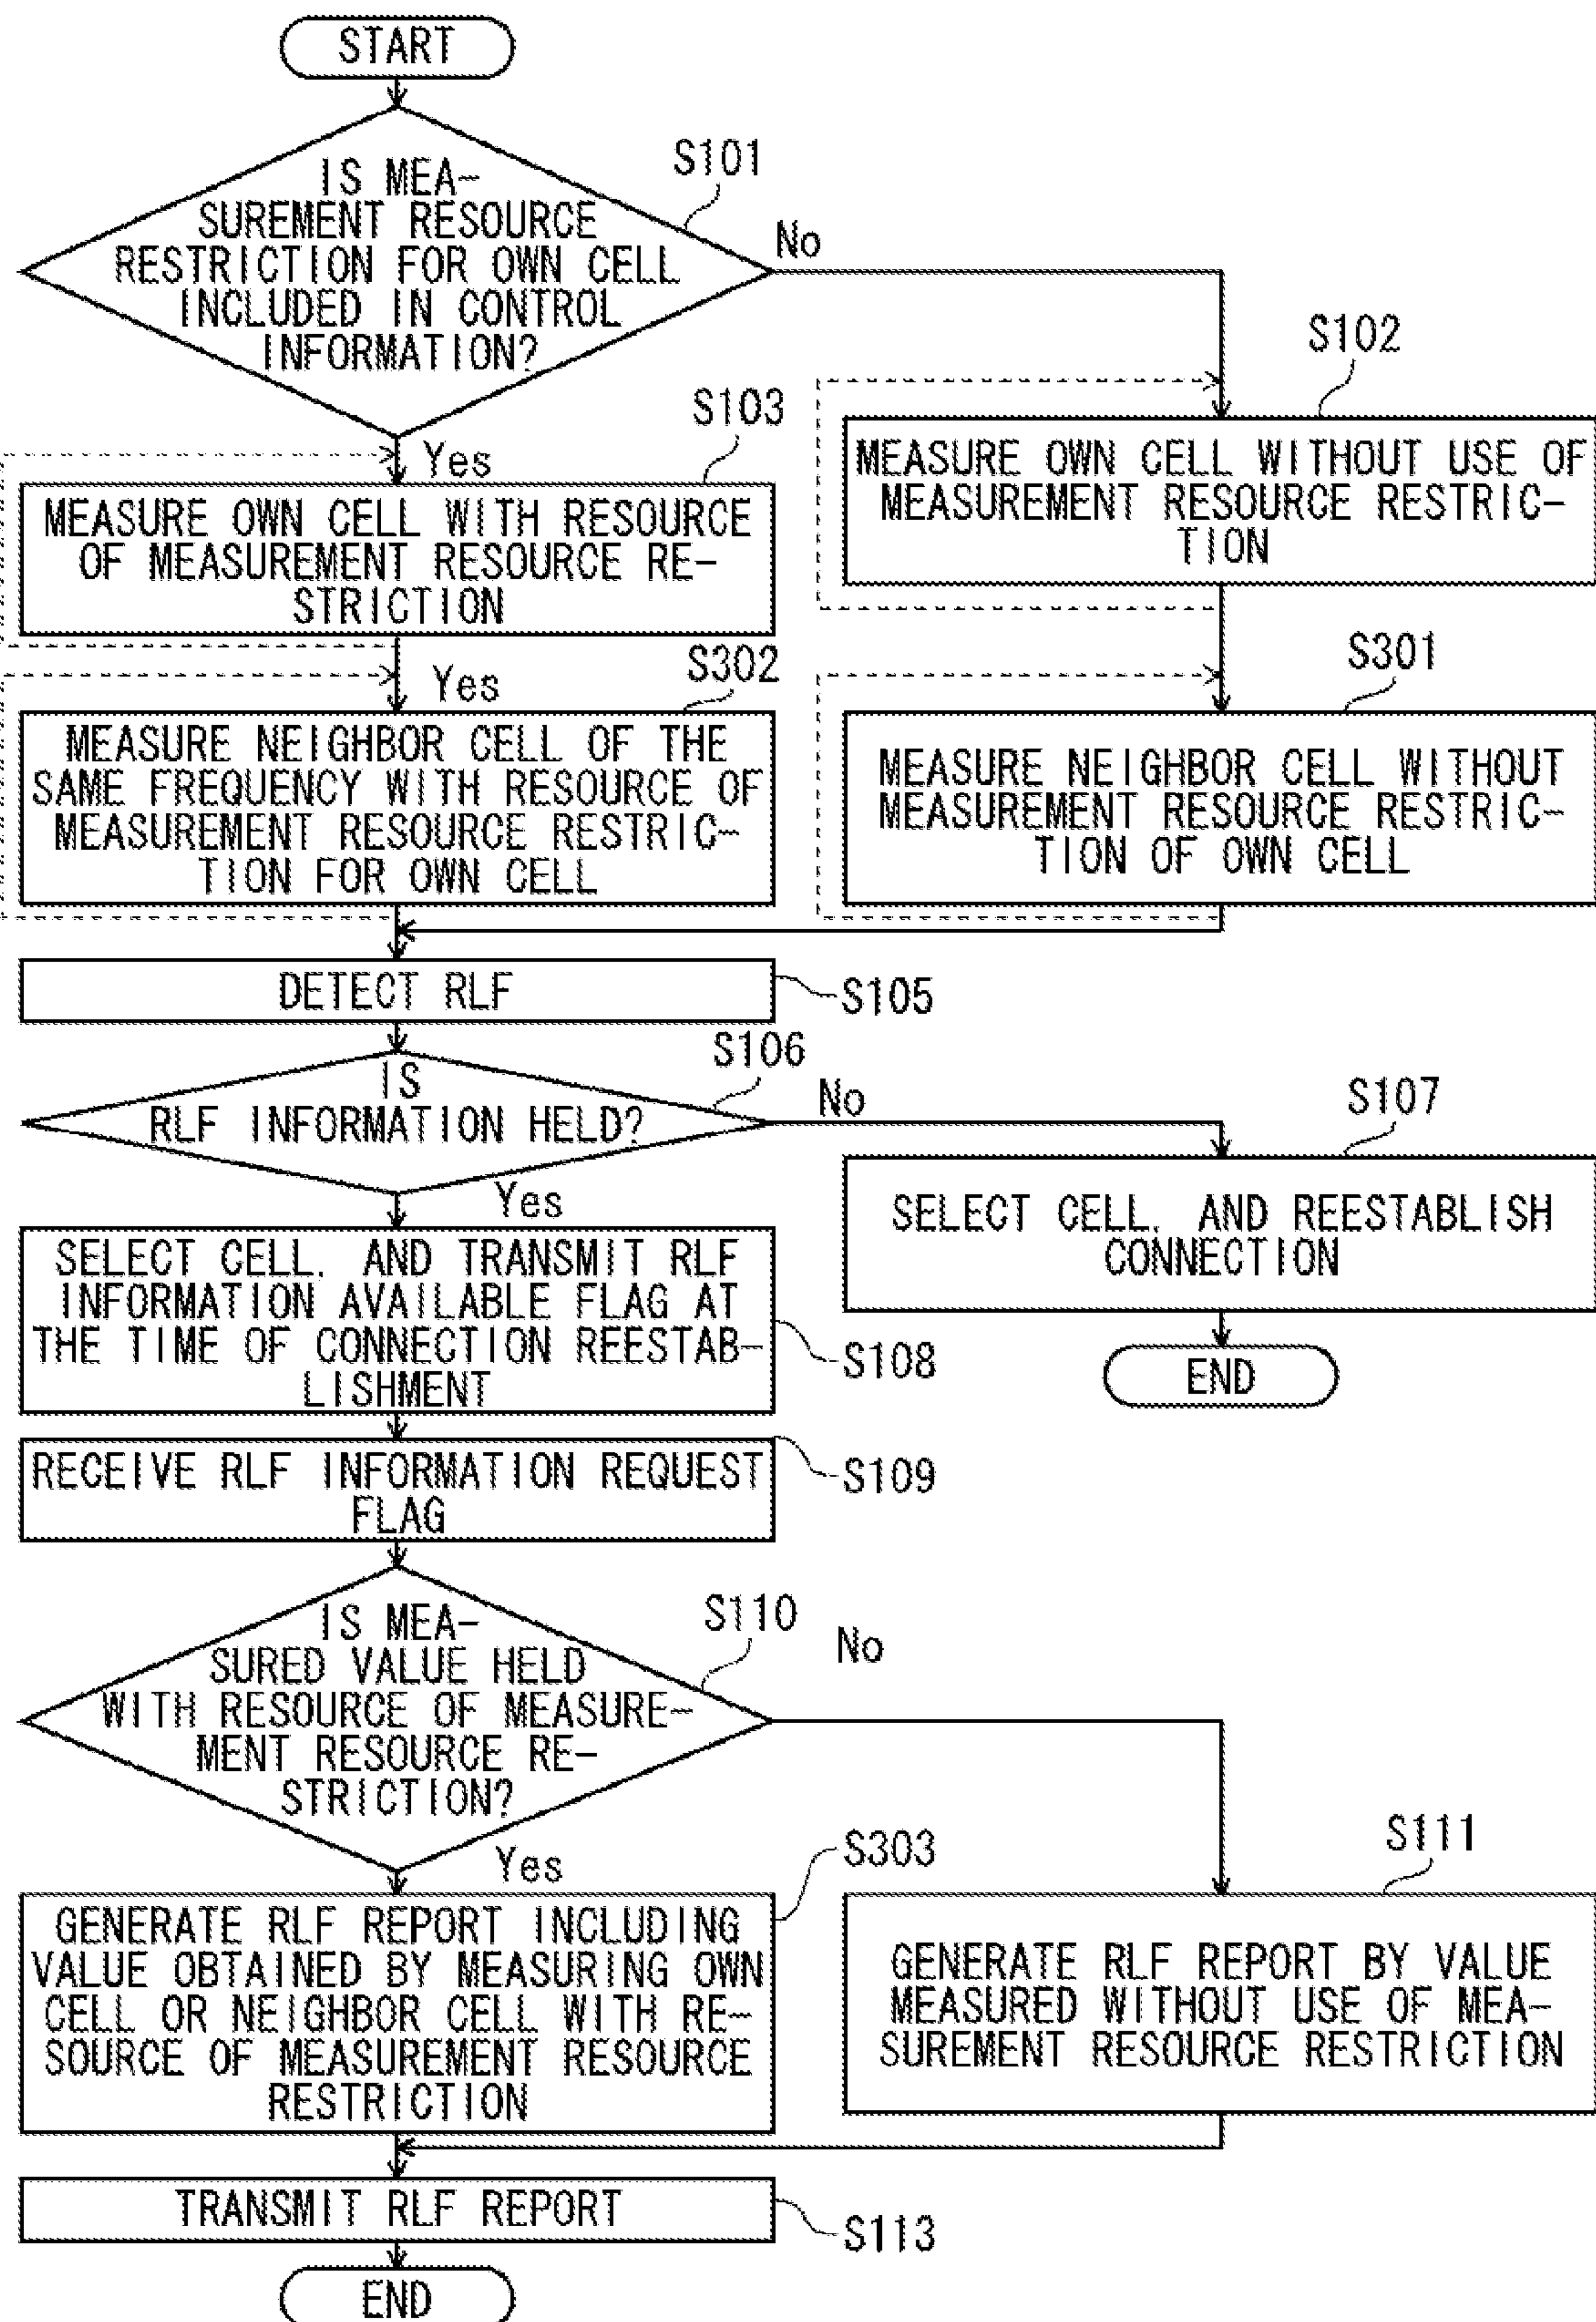 START
IS MEA-
SUREMENT RESOURCE
RESTRICTION FOR OWN CELL
INCLUDED IN CONTROL
INFORMATION?
S101
No
S102
MEASURE OWN CELL WITHOUT USE OF
MEASUREMENT RESOURCE RESTRIC-
TION
Yes
S103
MEASURE OWN CELL WITH RESOURCE
OF MEASUREMENT RESOURCE RE-
STRICTION
Yes
S302
MEASURE NEIGHBOR CELL OF THE
SAME FREQUENCY WITH RESOURCE OF
MEASUREMENT RESOURCE RESTRIC-
TION FOR OWN CELL
S301
MEASURE NEIGHBOR CELL WITHOUT
MEASUREMENT RESOURCE RESTRIC-
TION OF OWN CELL
DETECT RLF
S105
IS
RLF INFORMATION HELD?
S106
No
S107
SELECT CELL, AND REESTABLISH
CONNECTION
END
Yes
SELECT CELL, AND TRANSMIT RLF
INFORMATION AVAILABLE FLAG AT
THE TIME OF CONNECTION REESTAB-
LISHMENT
S108
RECEIVE RLF INFORMATION REQUEST
FLAG
S109
IS MEA-
SURED VALUE HELD
WITH RESOURCE OF MEASURE-
MENT RESOURCE RE-
STRICTION?
S110
No
Yes
S303
GENERATE RLF REPORT INCLUDING
VALUE OBTAINED BY MEASURING OWN
CELL OR NEIGHBOR CELL WITH RE-
SOURCE OF MEASUREMENT RESOURCE
RESTRICTION
S111
GENERATE RLF REPORT BY VALUE
MEASURED WITHOUT USE OF MEA-
SUREMENT RESOURCE RESTRICTION
TRANSMIT RLF REPORT
S113
END